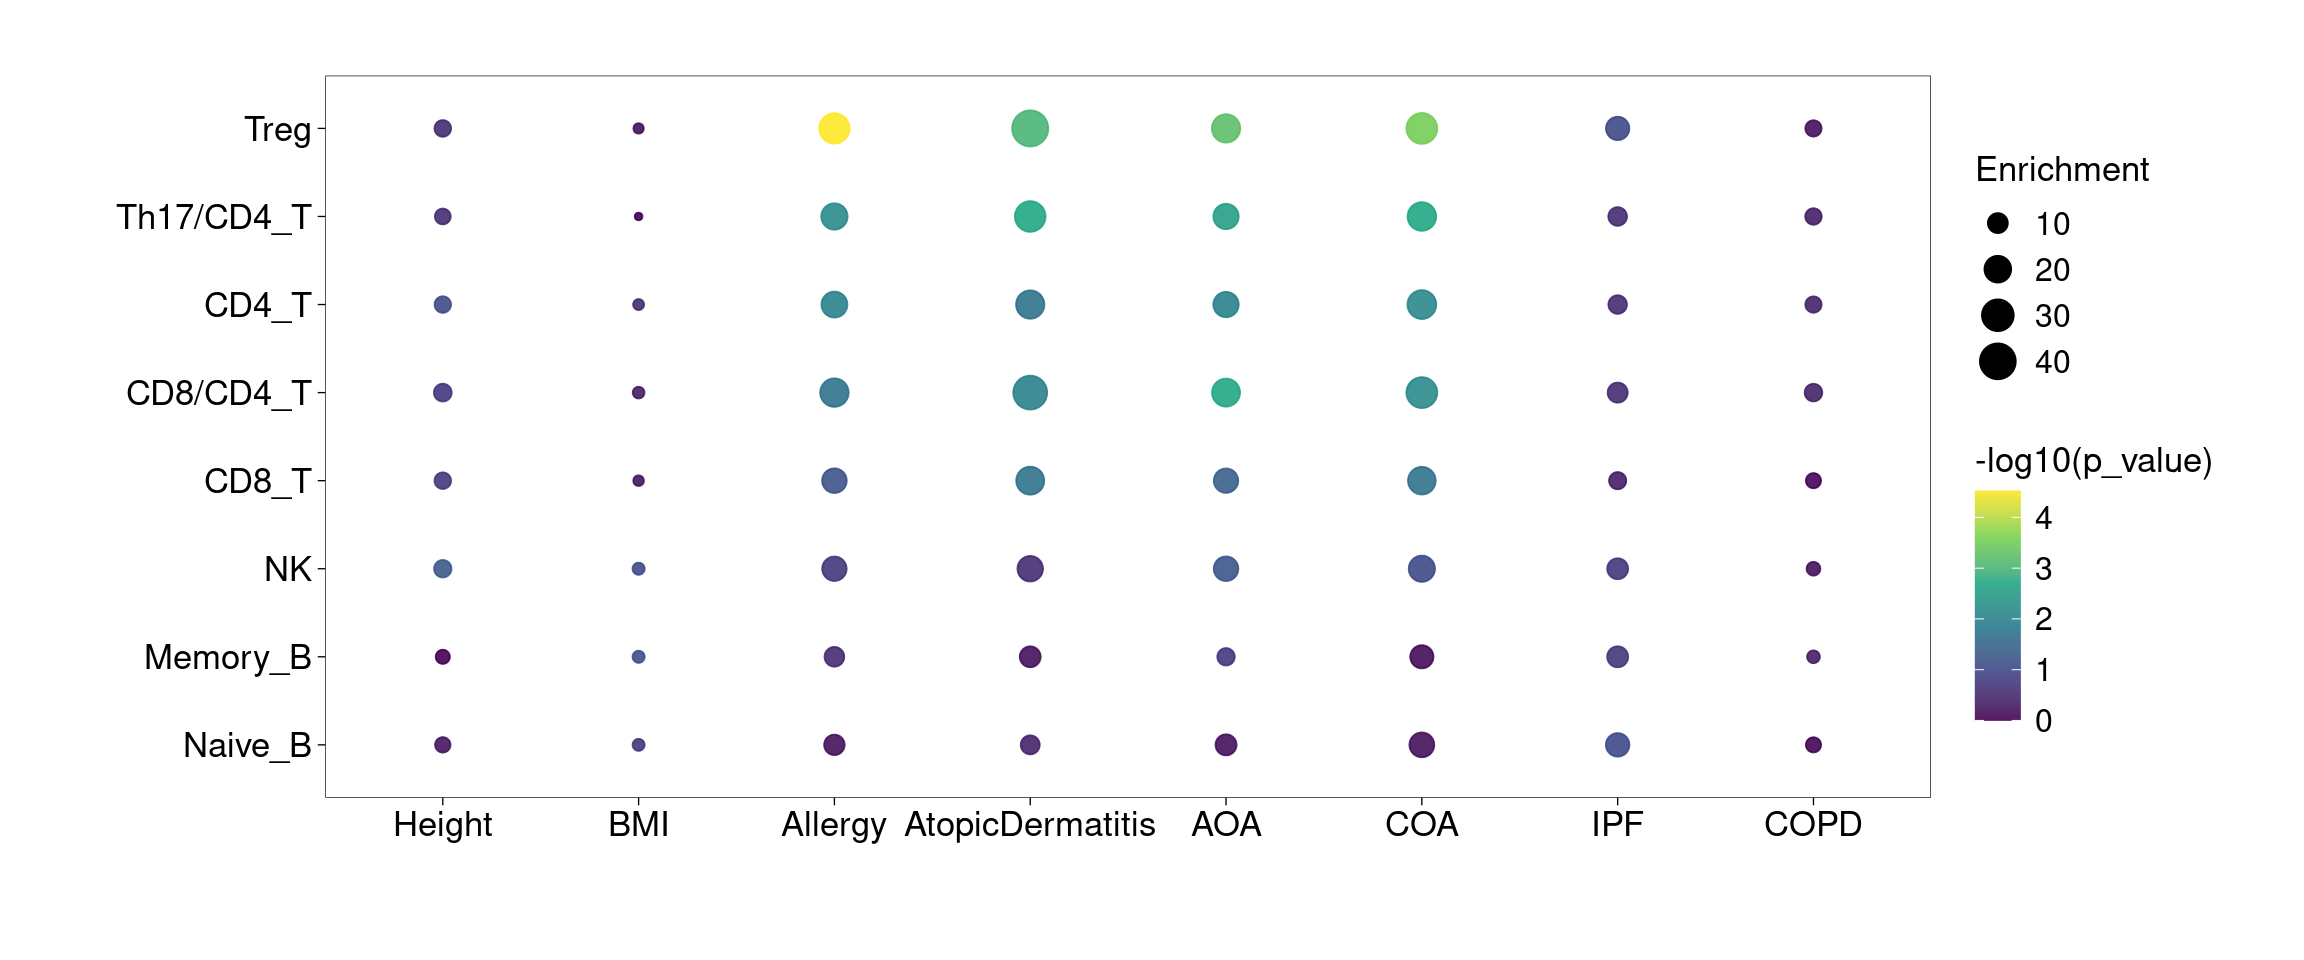 Treg
Th17/CD4_T
CD4_T
CD8/CD4_T
CD8_T
NK
Memory_B
Naive_B
Height BMI Allergy AtopicDermatitis AOA COA IPF COPD
Enrichment
10
20
30
40
-log10(p_value)
4
3
2
1
0